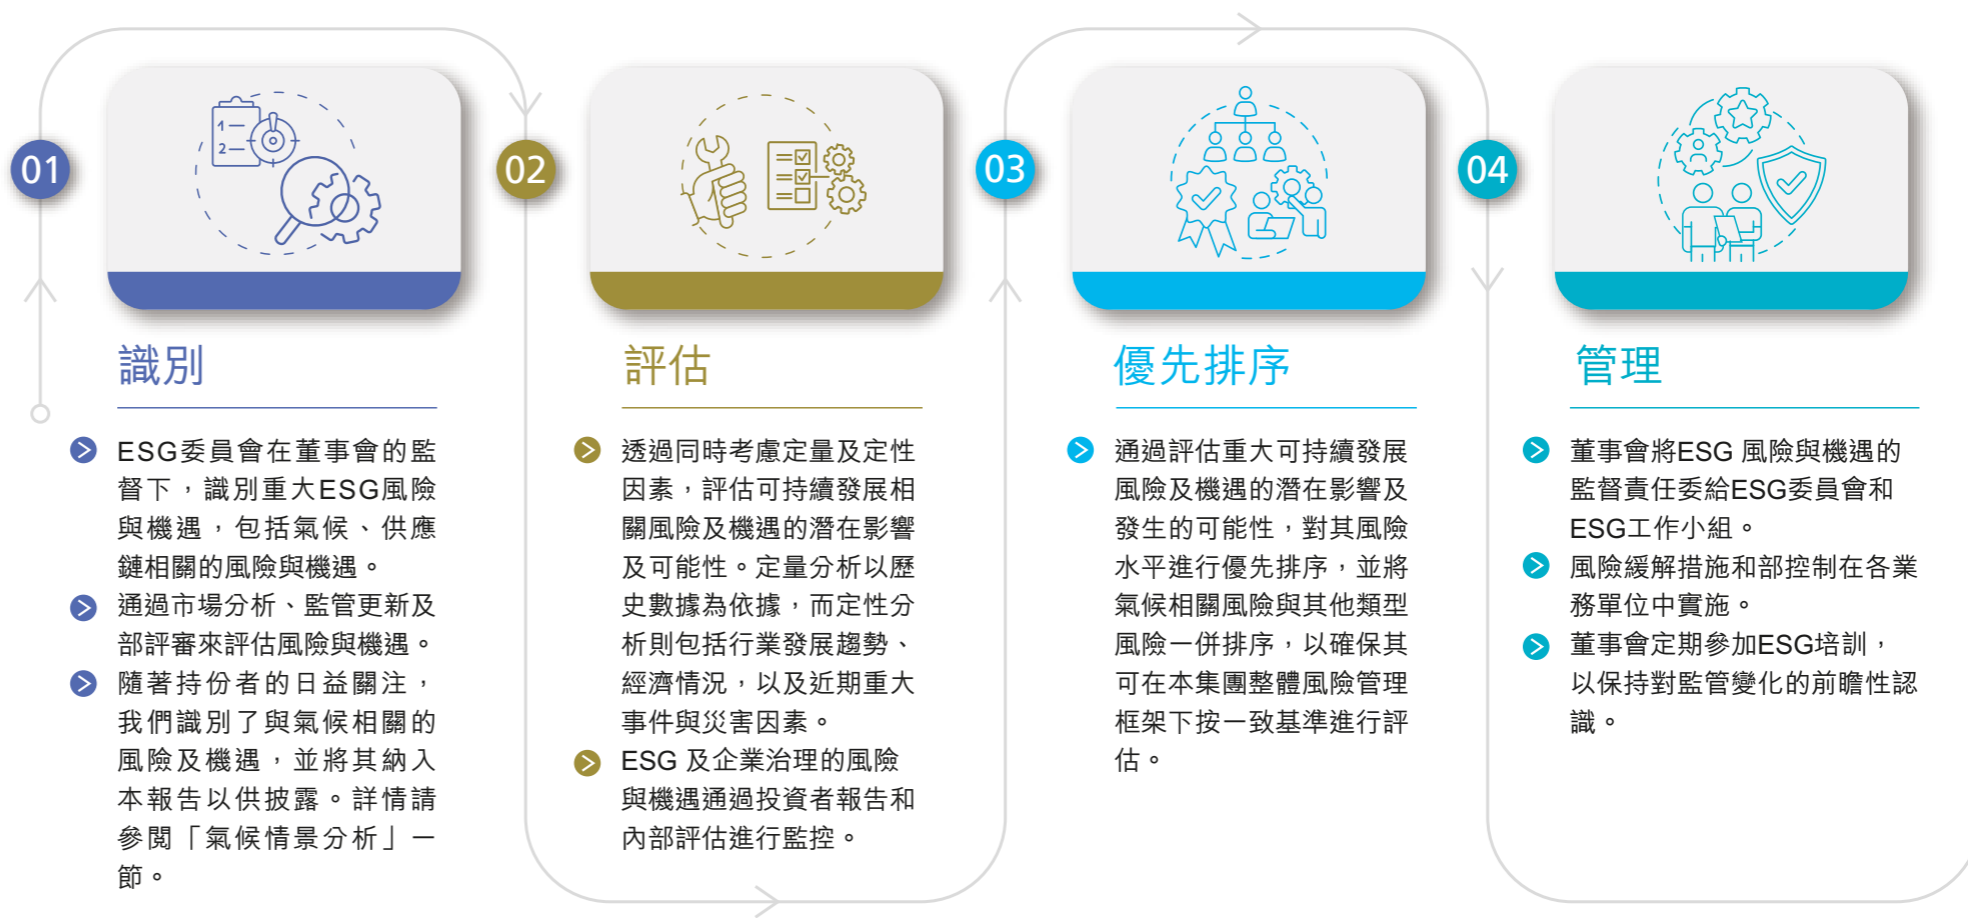 01
識別
ESG委員會在董事會的監
督下，識別重大ESG風險
與機遇，包括氣候、供應
鏈相關的風險與機遇。
通過市場分析、監管更新及
部評審來評估風險與機遇。
隨著持份者的日益關注，
我們識別了與氣候相關的
風險及機遇，並將其納入
本報告以供披露。詳情請
參閱「氣候情景分析」一
節。
02
評估
透過同時考慮定量及定性
因素，評估可持續發展相
關風險及機遇的潛在影響
及可能性。定量分析以歷
史數據為依據，而定性分
析則包括行業發展趨勢、
經濟情況，以及近期重大
事件與災害因素。
ESG 及企業治理的風險
與機遇通過投資者報告和
內部評估進行監控。
03
優先排序
通過評估重大可持續發展
風險及機遇的潛在影響及
發生的可能性，對其風險
水平進行優先排序，並將
氣候相關風險與其他類型
風險一併排序，以確保其
可在本集團整體風險管理
框架下按一致基準進行評
估。
04
管理
董事會將ESG 風險與機遇的
監督責任委給ESG委員會和
ESG工作小組。
風險緩解措施和部控制在各業
務單位中實施。
董事會定期參加ESG培訓，
以保持對監管變化的前瞻性認
識。
1
2